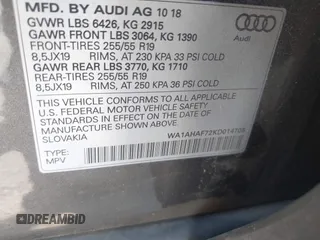 MFD. BY AUDI AG 10 18
GVWR LBS 6426, KG 2915
GAWR FRONT LBS 3064, KG 1390
FRONT-TIRES 255/55 R19
8,5JX19 RIMS, AT 230 KPA 33 PSI COLD
GAWR REAR LBS 3770, KG 1710
REAR-TIRES 255/55 R19
8,5JX19 RIMS, AT 250 KPA 36 PSI COLD
THIS VEHICLE CONFORMS TO ALL APPLICABLE
U.S. FEDERAL MOTOR VEHICLE SAFETY
STANDARDS IN EFFECT ON THE DATE OF
MANUFACTURE SHOWN ABOVE.
SLOVAKIA
TYPE:
MPV
Audi
DREAMBID